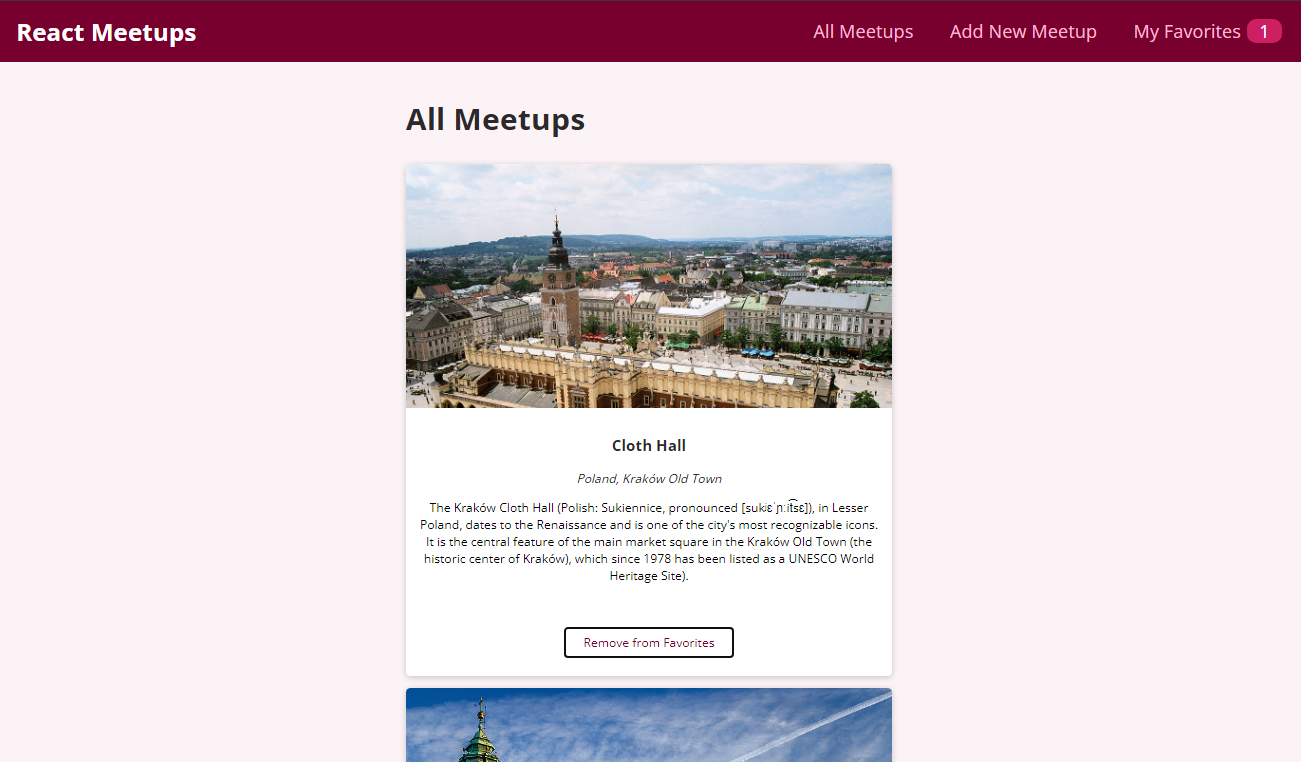 React Meetups
All Meetups
Add New Meetup
My Favorites 1
All Meetups
Cloth Hall
Poland, Kraków Old Town
The Kraków Cloth Hall (Polish: Sukiennice, pronounced [sukʲɛˈɲːit͡sɛ]), in Lesser
Poland, dates to the Renaissance and is one of the city's most recognizable icons.
It is the central feature of the main market square in the Kraków Old Town (the
historic center of Kraków), which since 1978 has been listed as a UNESCO World
Heritage Site).
Remove from Favorites